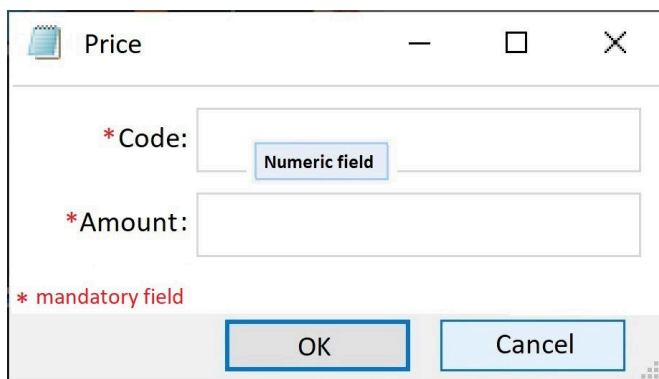 Price
*Code:
Numeric field
*Amount:
* mandatory field
OK Cancel